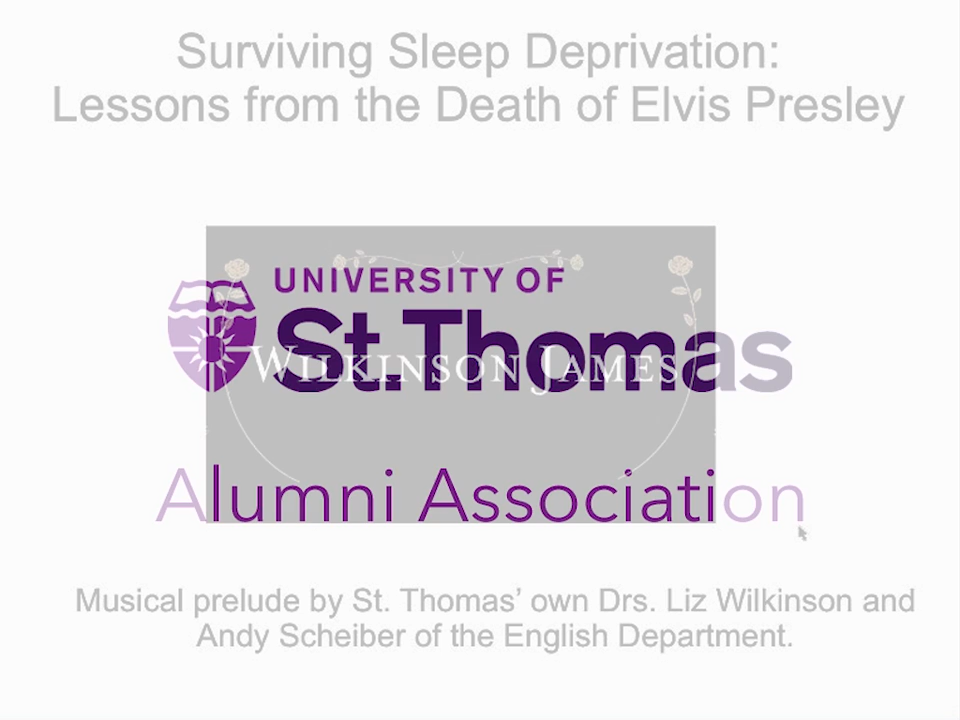 Surviving Sleep Deprivation:
Lessons from the Death of Elvis Presley
UNIVERSITY OF
St.Thomas
WILKINSON JAMES
Alumni Association
Musical prelude by St. Thomas’ own Drs. Liz Wilkinson and
Andy Scheiber of the English Department.